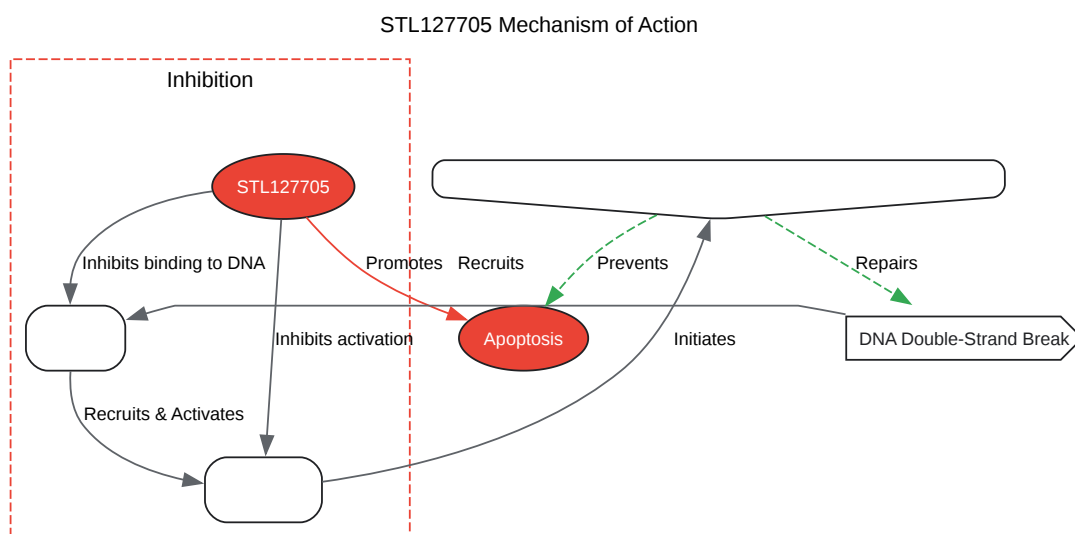 STL127705 Mechanism of Action
Inhibition
STL127705
Inhibits binding to DNA
Promotes
Recruits
Prevents
Repairs
Inhibits activation
Apoptosis
Initiates
DNA Double-Strand Break
Recruits & Activates